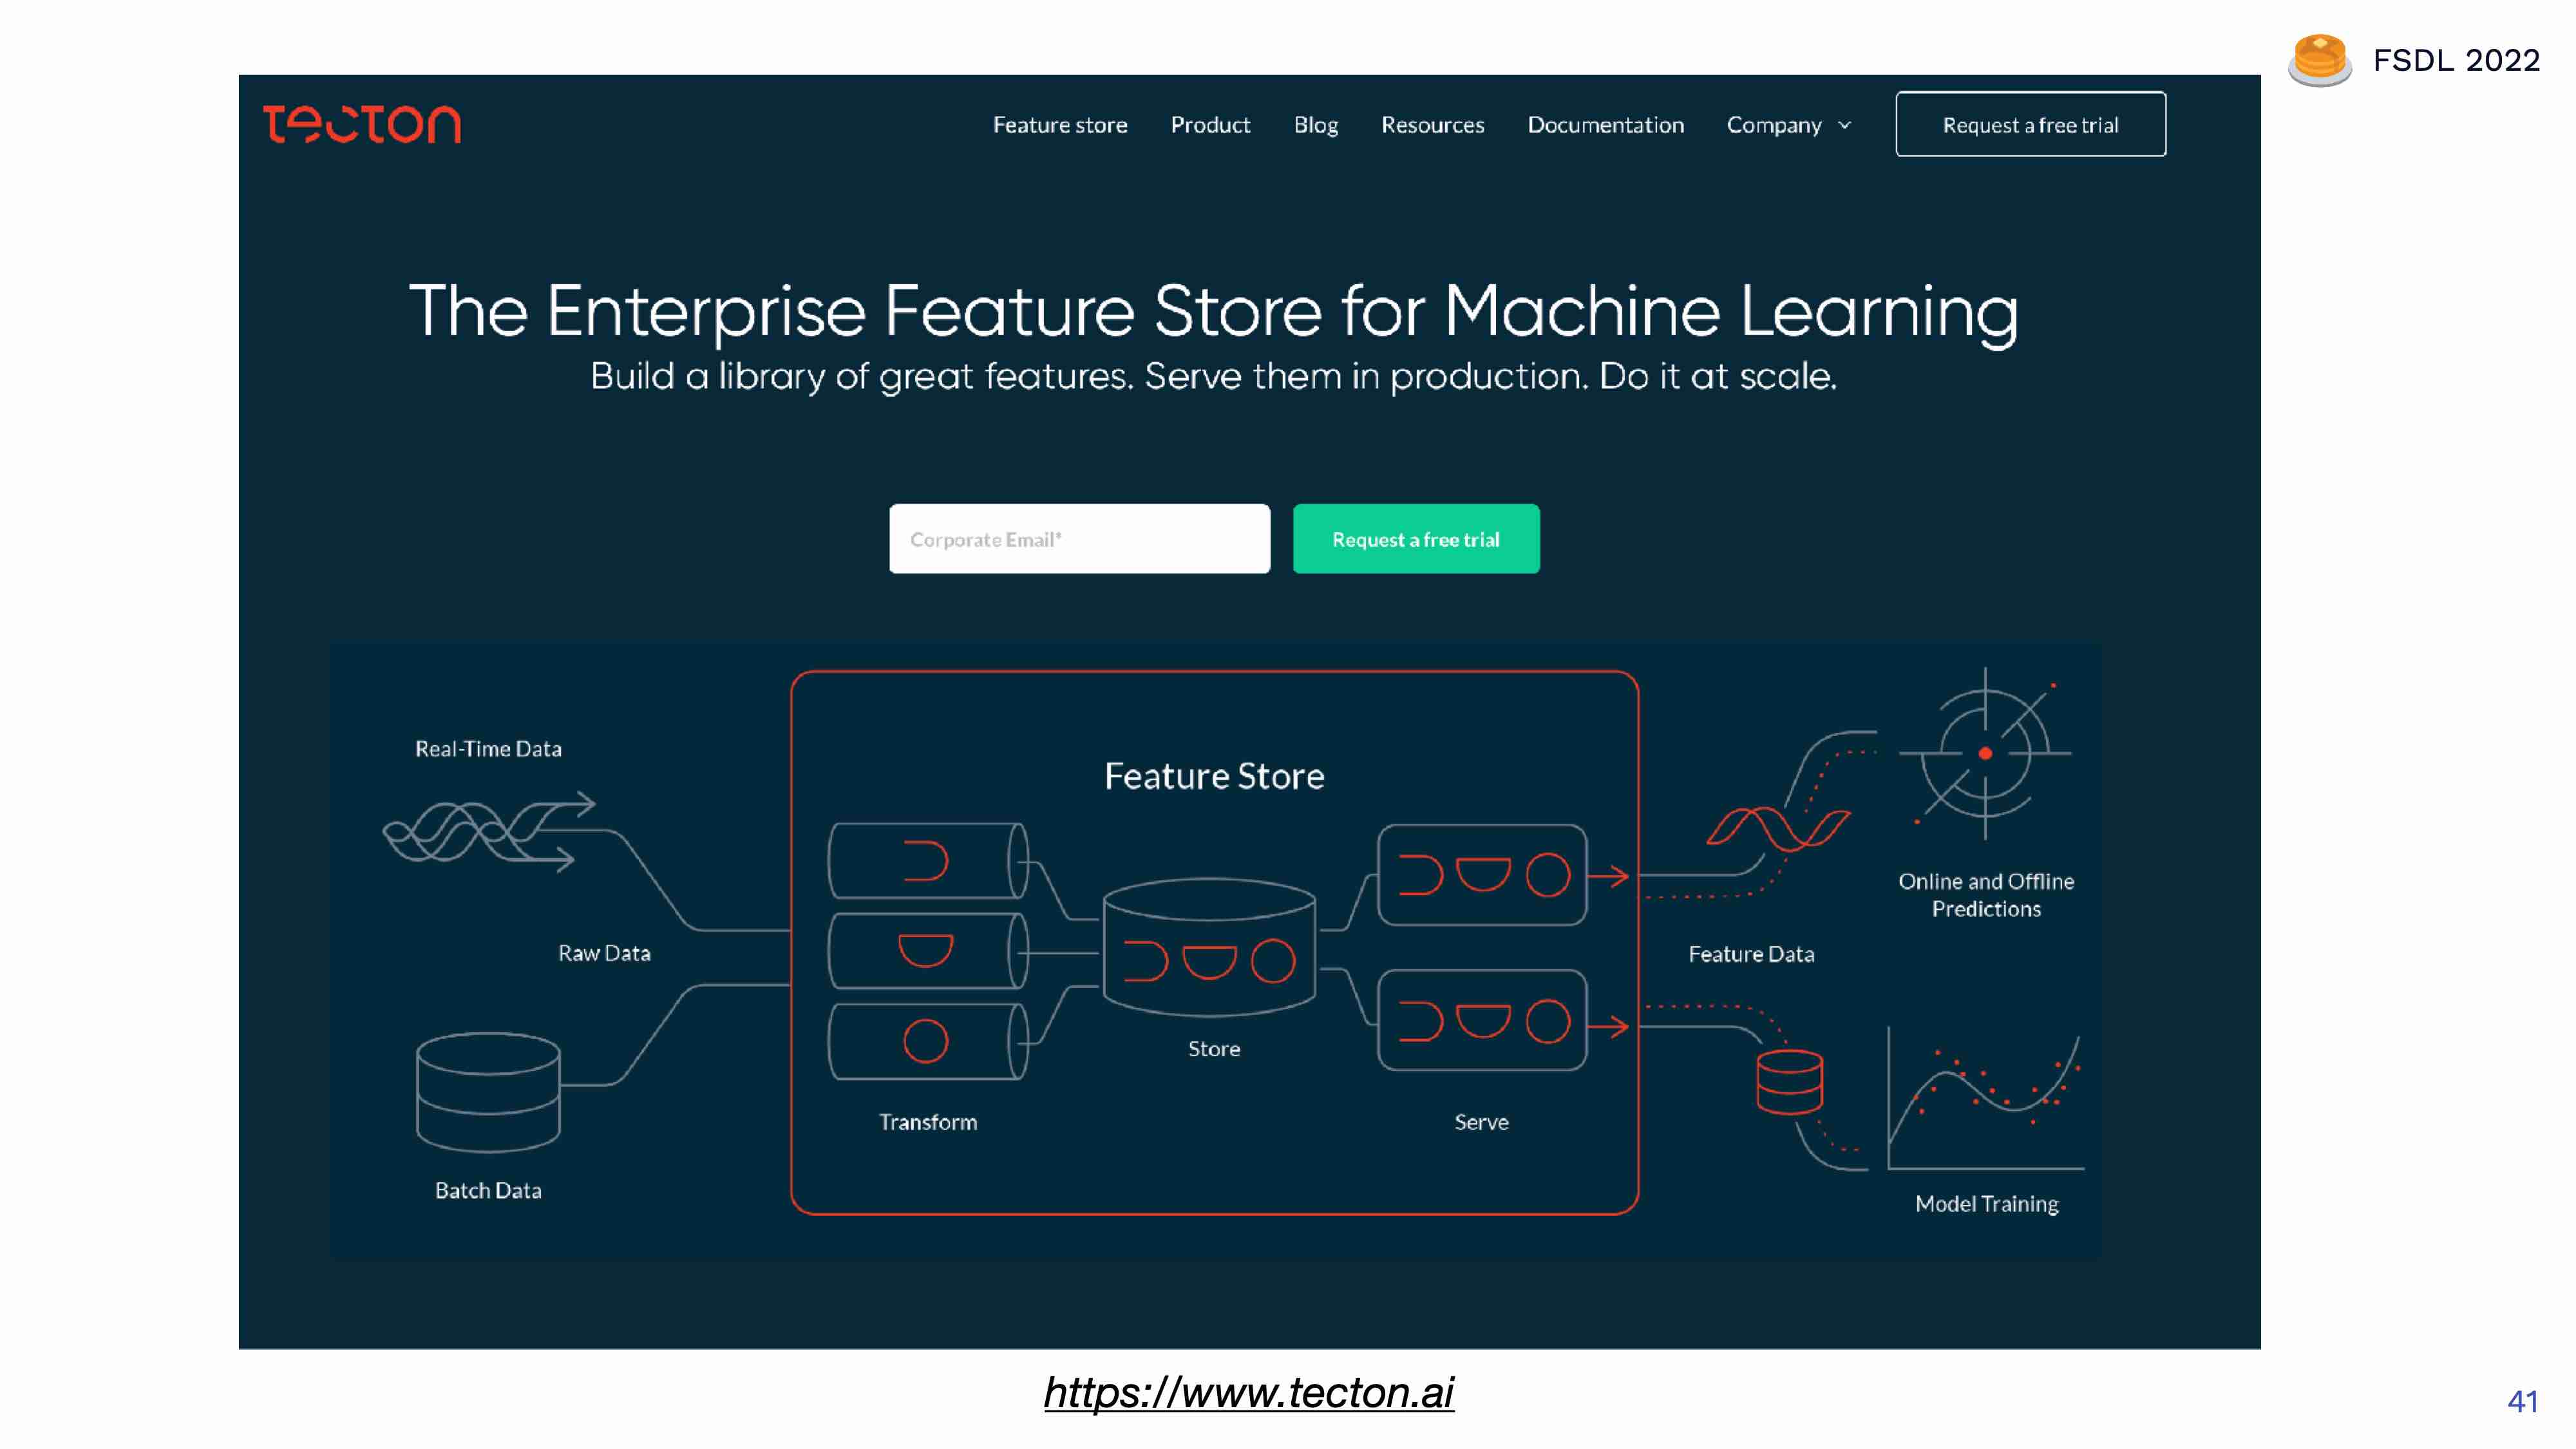 FSDL 2022
TECTON
Feature store Product Blog Resources Documentation Company Request a free trial
The Enterprise Feature Store for Machine Learning
Build a library of great features. Serve them in production. Do it at scale.
Corporate Email* Request a free trial
Real-Time Data
Feature Store
Online and Offline
Predictions
Raw Data
Feature Data
Store
Transform
Serve
Batch Data
Model Training
https://www.tecton.ai
41